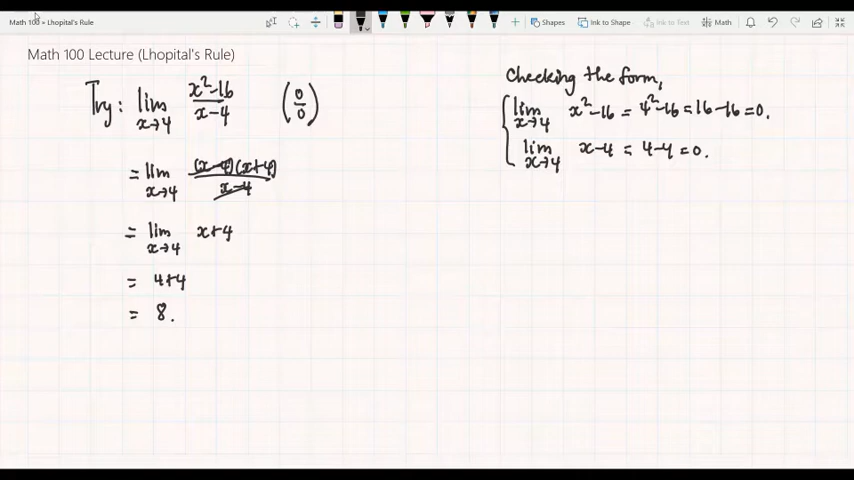 Math 100 » Lhopital's Rule
Shapes
Ink to Shape
Ink to Text
Math
Math 100 Lecture (Lhopital's Rule)
Try: lim x→4 (x²-16)/(x-4) (0/0)
= lim x→4 (x-4)(x+4)/(x-4)
= lim x→4 x+4
= 4+4
= 8.
Checking the form,
lim x→4 x²-16 = 4²-16 = 16-16 = 0.
lim x→4 x-4 = 4-4 = 0.